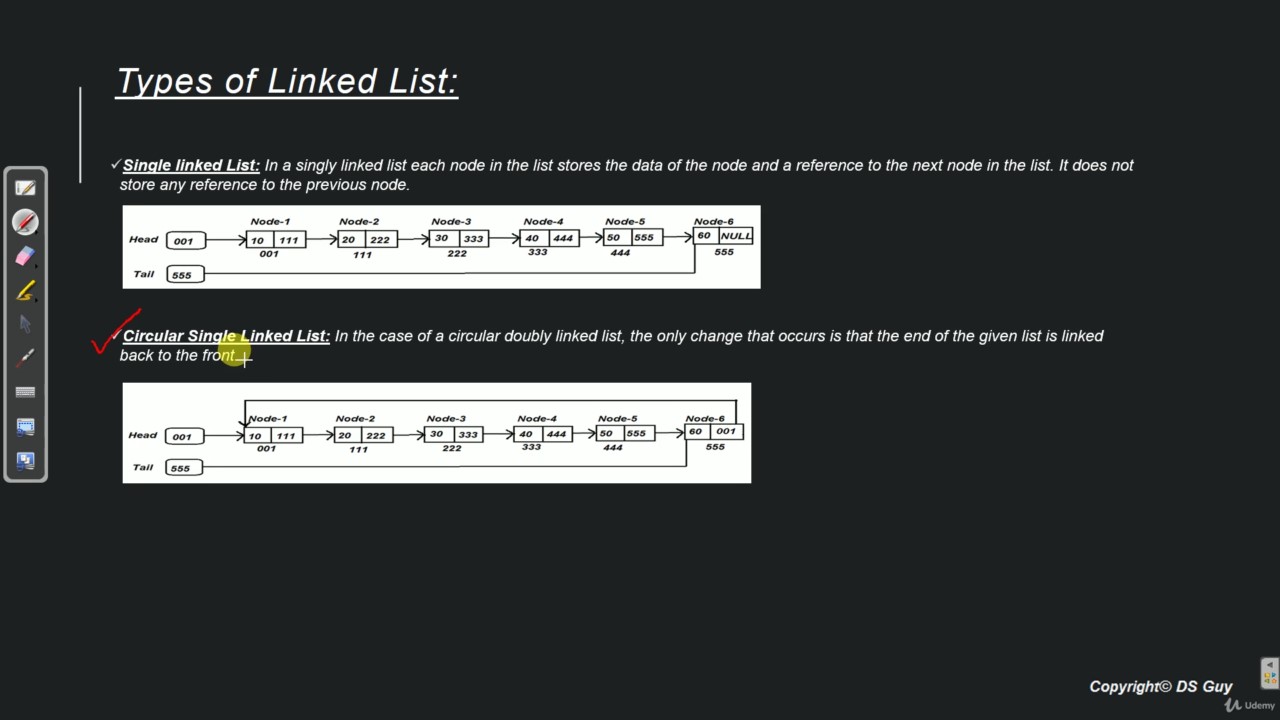 Types of Linked List:
Single linked List: In a singly linked list each node in the list stores the data of the node and a reference to the next node in the list. It does not
store any reference to the previous node.
Node-1 Node-2 Node-3 Node-4 Node-5 Node-6
Head 001 10 111 20 222 30 333 40 444 50 555 60 NULL
001 111 222 333 444 555
Tail 555
Circular Single Linked List: In the case of a circular doubly linked list, the only change that occurs is that the end of the given list is linked
back to the front.
Node-1 Node-2 Node-3 Node-4 Node-5 Node-6
Head 001 10 111 20 222 30 333 40 444 50 555 60 001
001 111 222 333 444 555
Tail 555
Copyright© DS Guy
Udemy